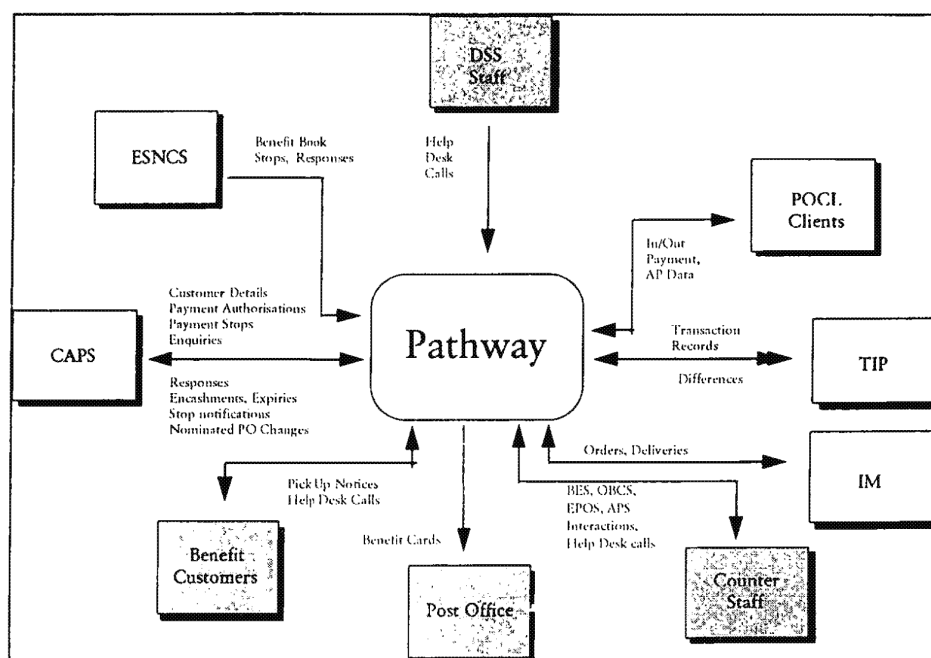 DSS
Staff
ESNCS
Benefit Book
Stops, Responses
Help
Desk
Calls
POCL
Clients
In/Out
Payment,
AP Data
Customer Details
Payment Authorisations
Payment Stops
Enquiries
CAPS
Pathway
Transaction
Records
TIP
Differences
Responses
Encashments, Expiries
Stop notifications
Nominated PO Changes
Orders, Deliveries
IM
Pick Up Notices
Help Desk Calls
BES, OBCS,
EPOS, APS
Interactions,
Help Desk calls
Benefit Cards
Benefit
Customers
Post Office
Counter
Staff